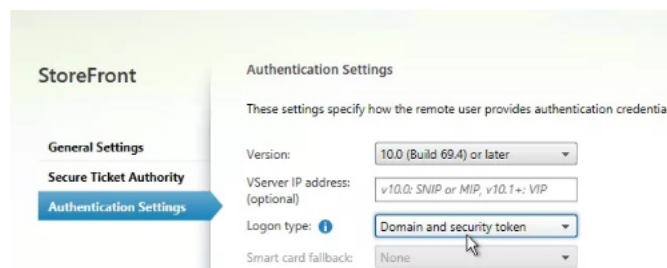 StoreFront
Authentication Settings
These settings specify how the remote user provides authentication credentia
General Settings
Secure Ticket Authority
Authentication Settings
Version:
10.0 (Build 69.4) or later
VServer IP address:
(optional)
v10.0: SNIP or MIP, v10.1+: VIP
Logon type:
Domain and security token
Smart card fallback:
None